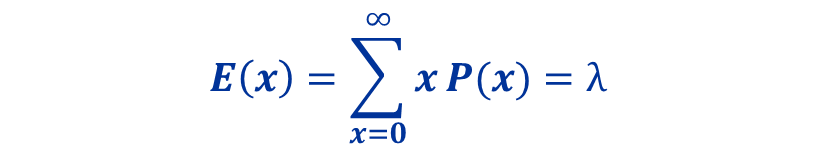 E(x) = ∑_{x=0}^{∞} x P(x) = λ